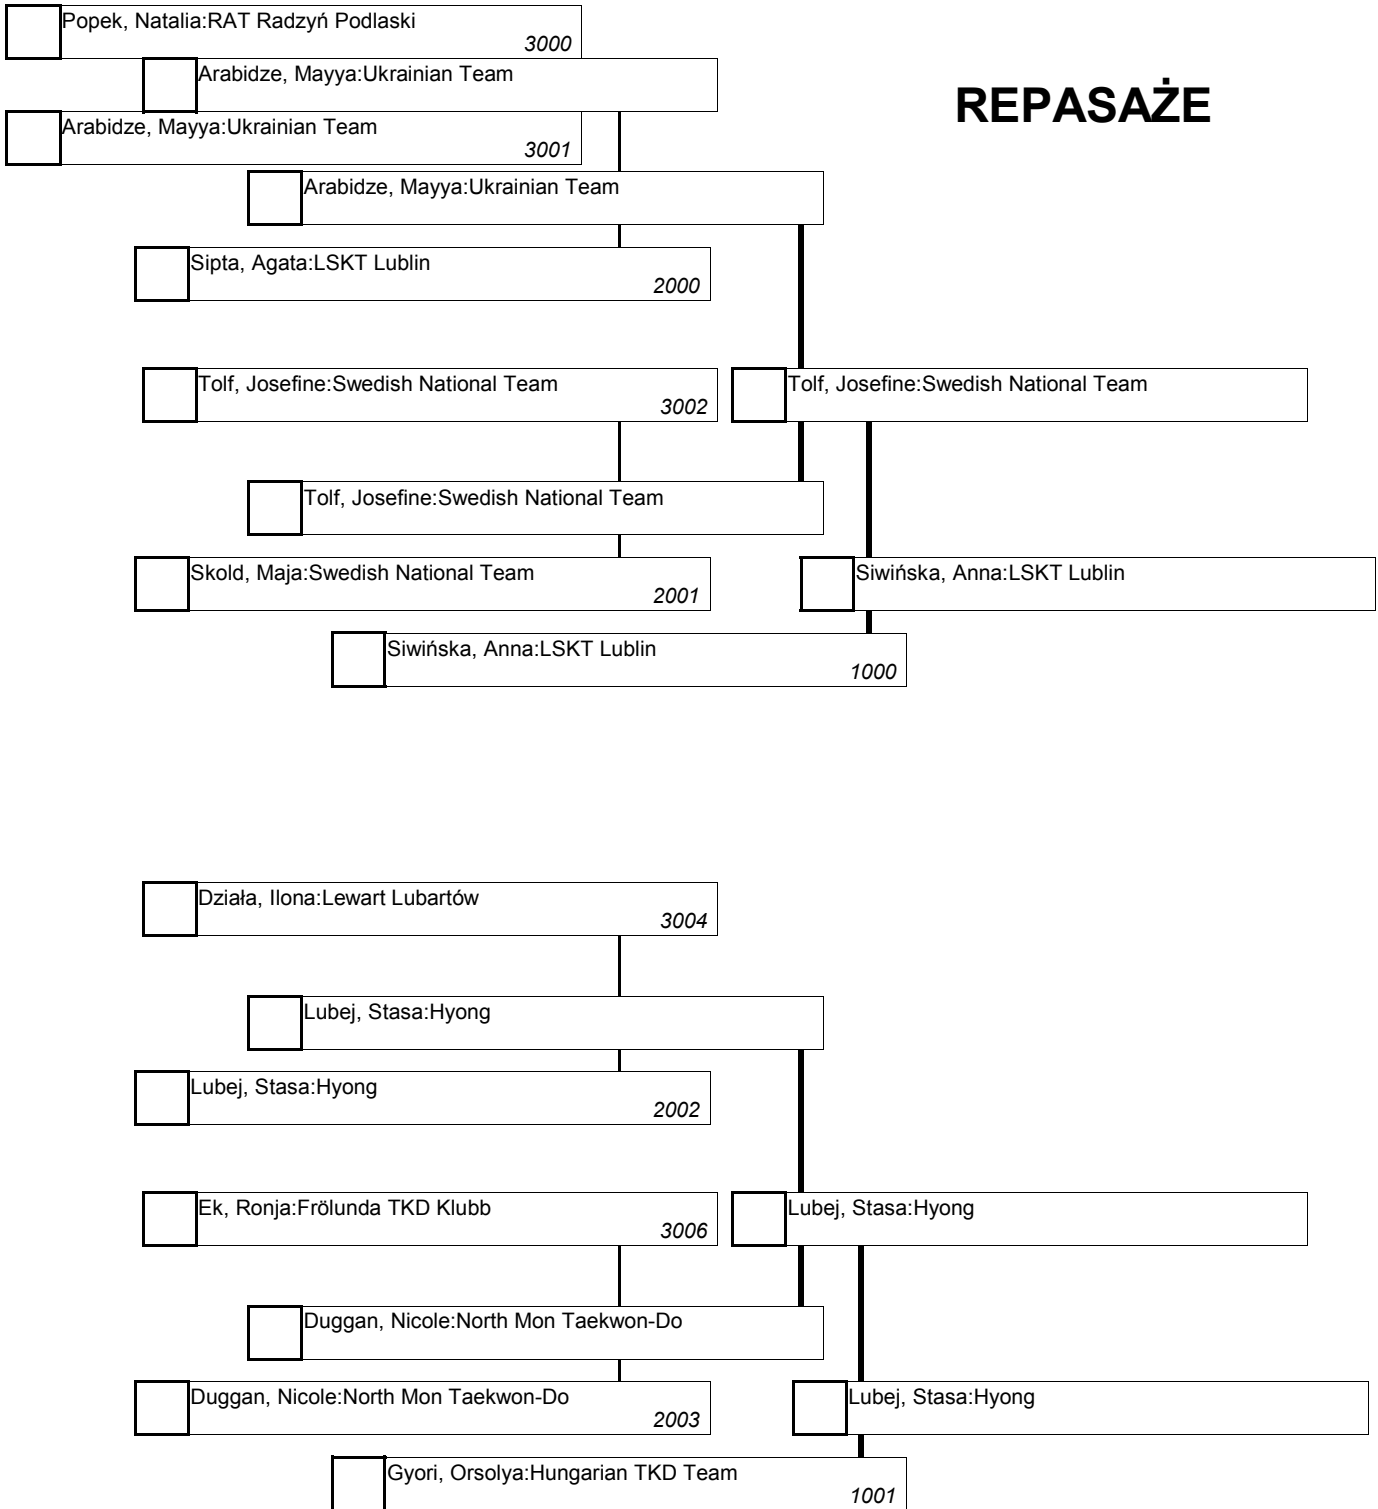 Popek, Natalia:RAT Radzyń Podlaski
3000
Arabidze, Mayya:Ukrainian Team
REPASAŻE
Arabidze, Mayya:Ukrainian Team
3001
Arabidze, Mayya:Ukrainian Team
Sipta, Agata:LSKT Lublin
2000
Tolf, Josefine:Swedish National Team
3002
Tolf, Josefine:Swedish National Team
Tolf, Josefine:Swedish National Team
Skold, Maja:Swedish National Team
2001
Siwińska, Anna:LSKT Lublin
Siwińska, Anna:LSKT Lublin
1000
Działa, Ilona:Lewart Lubartów
3004
Lubej, Stasa:Hyong
Lubej, Stasa:Hyong
2002
Ek, Ronja:Frölunda TKD Klubb
3006
Lubej, Stasa:Hyong
Duggan, Nicole:North Mon Taekwon-Do
Duggan, Nicole:North Mon Taekwon-Do
2003
Lubej, Stasa:Hyong
Gyori, Orsolya:Hungarian TKD Team
1001